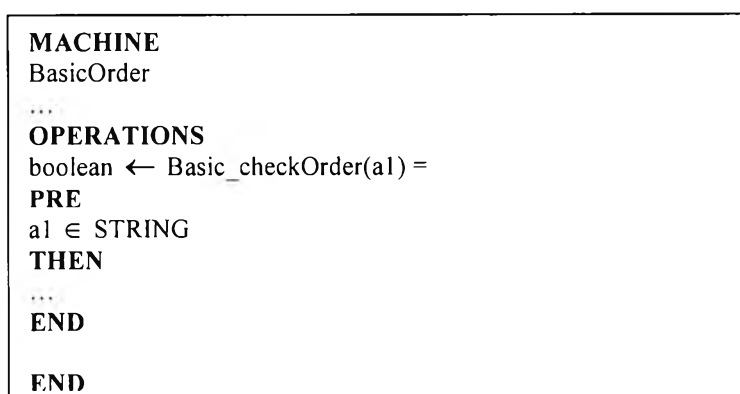 MACHINE
BasicOrder
...
OPERATIONS
boolean ← Basic_checkOrder(a1) =
PRE
a1 ∈ STRING
THEN
...
END
END